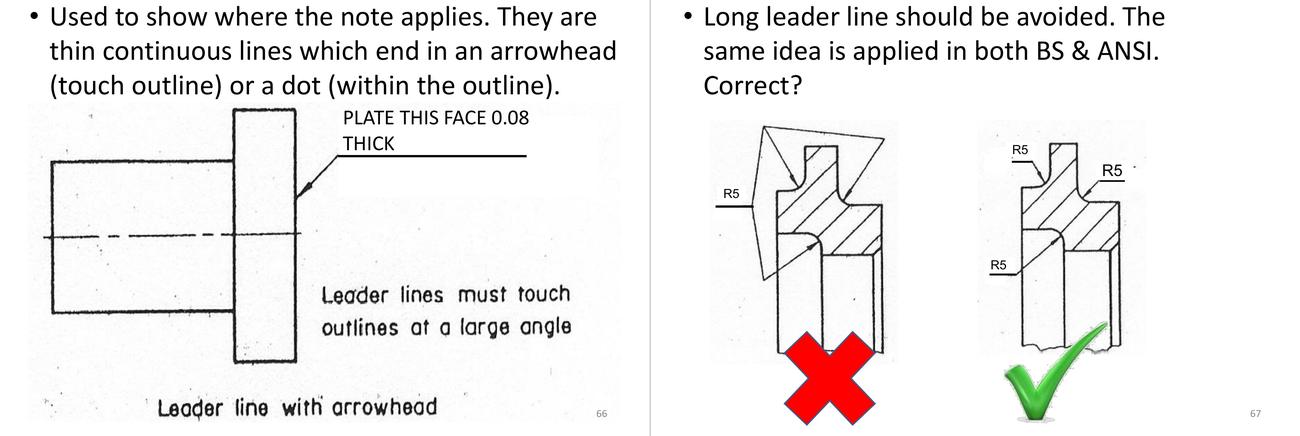 • Used to show where the note applies. They are
thin continuous lines which end in an arrowhead
(touch outline) or a dot (within the outline).
PLATE THIS FACE 0.08
THICK
Leader lines must touch
outlines at a large angle
Leader line with arrowhead
66
• Long leader line should be avoided. The
same idea is applied in both BS & ANSI.
Correct?
R5
R5
R5
R5
67